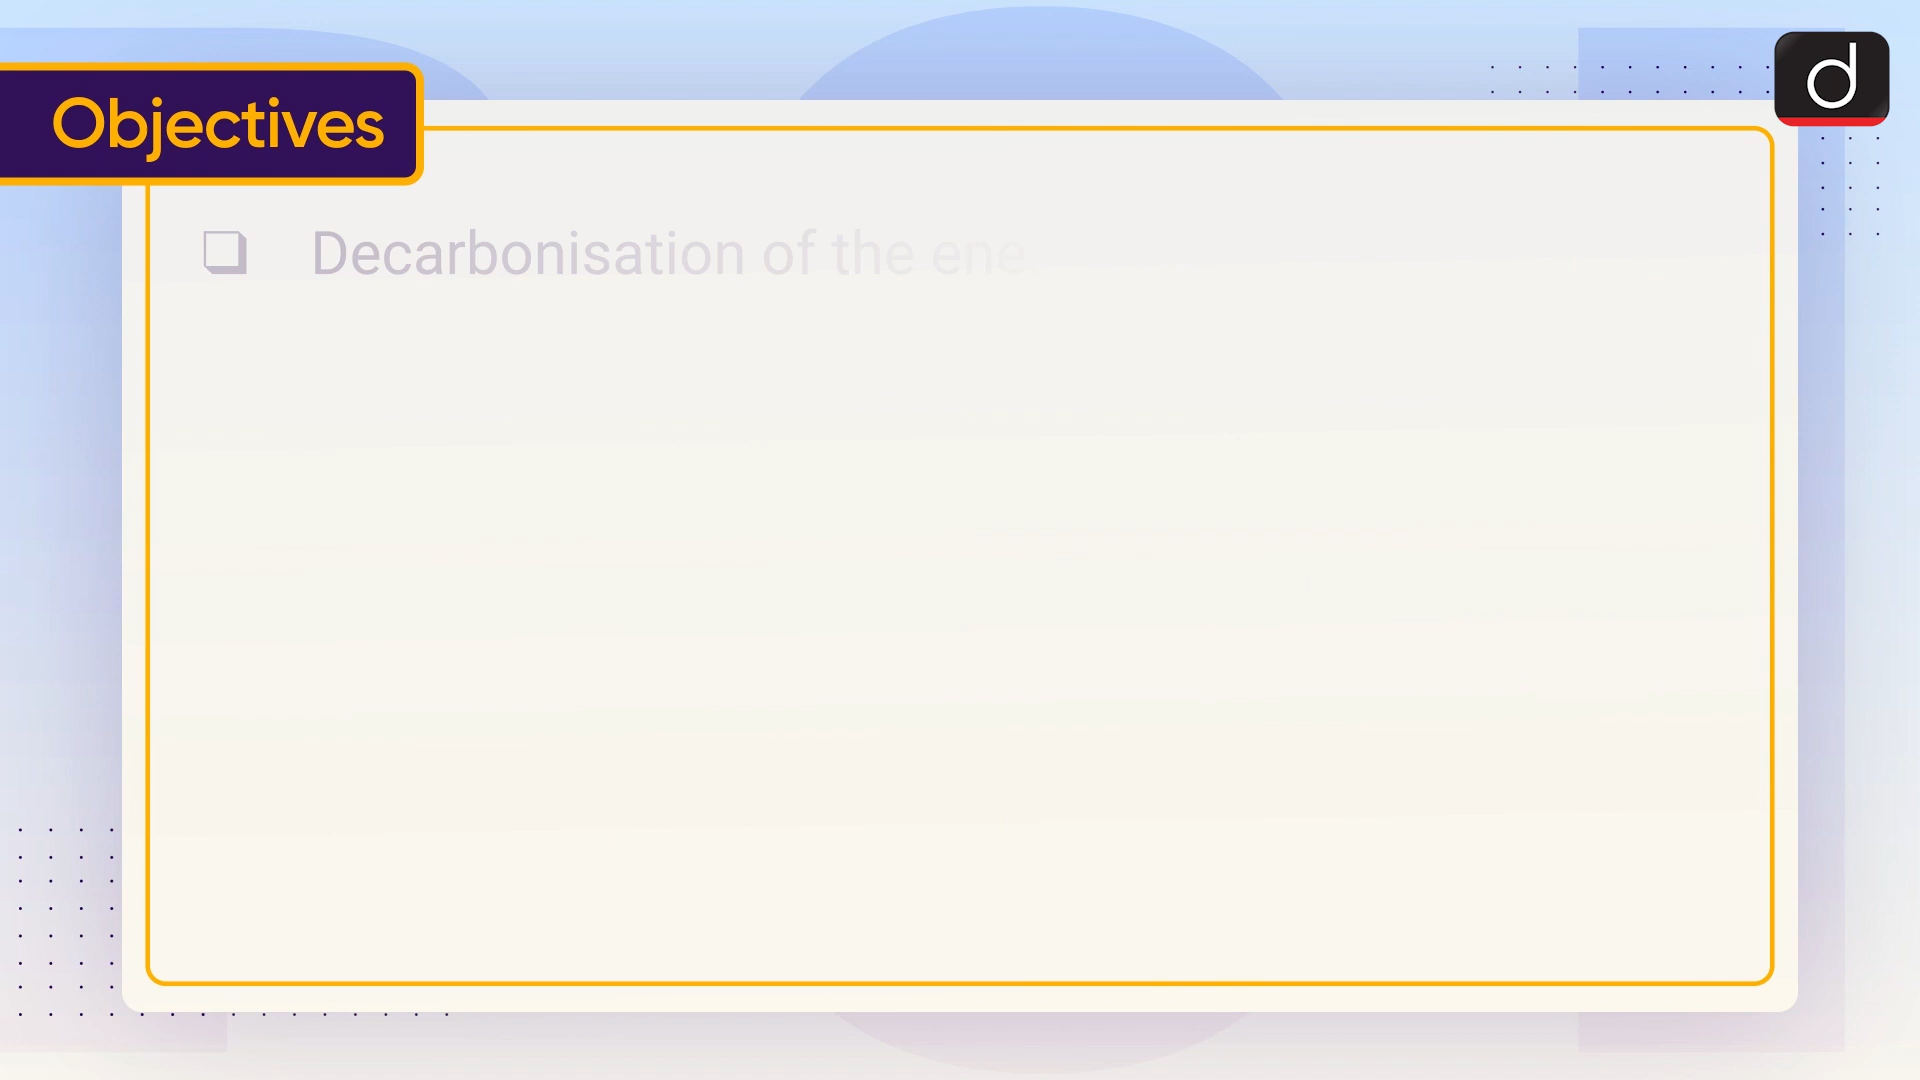 Objectives
d
❑ Decarbonisation of the ene